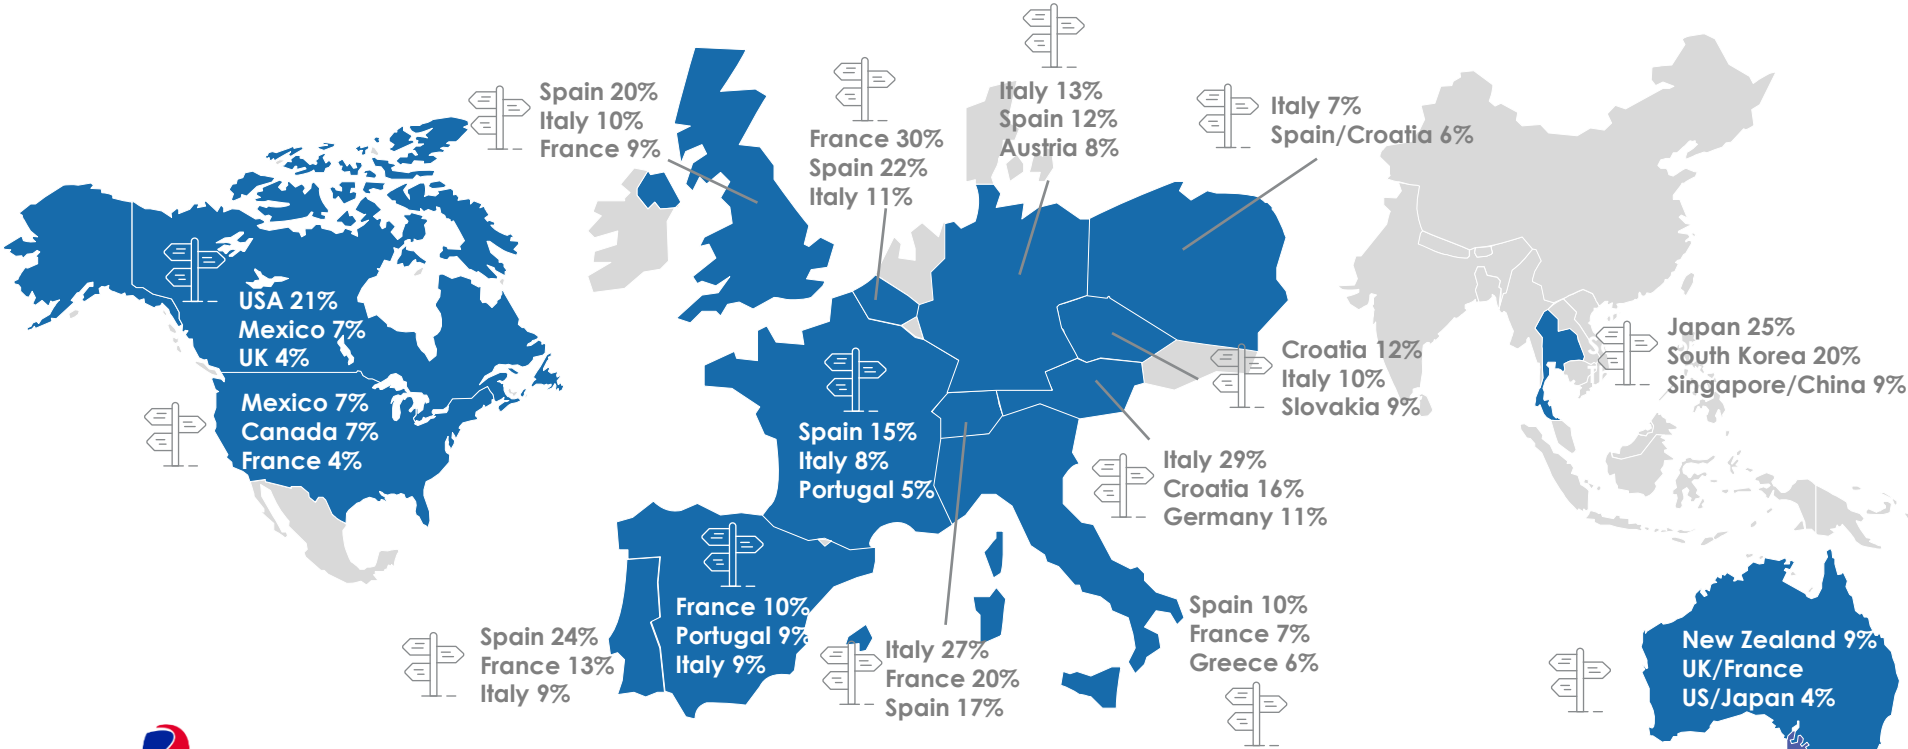 Spain 20%
Italy 10%
France 9%
France 30%
Spain 22%
Italy 11%
Italy 13%
Spain 12%
Austria 8%
Italy 7%
Spain/Croatia 6%
USA 21%
Mexico 7%
UK 4%
Mexico 7%
Canada 7%
France 4%
Spain 15%
Italy 8%
Portugal 5%
Croatia 12%
Italy 10%
Slovakia 9%
Japan 25%
South Korea 20%
Singapore/China 9%
Italy 29%
Croatia 16%
Germany 11%
France 10%
Portugal 9%
Italy 9%
Spain 24%
France 13%
Italy 9%
Italy 27%
France 20%
Spain 17%
Spain 10%
France 7%
Greece 6%
New Zealand 9%
UK/France
US/Japan 4%